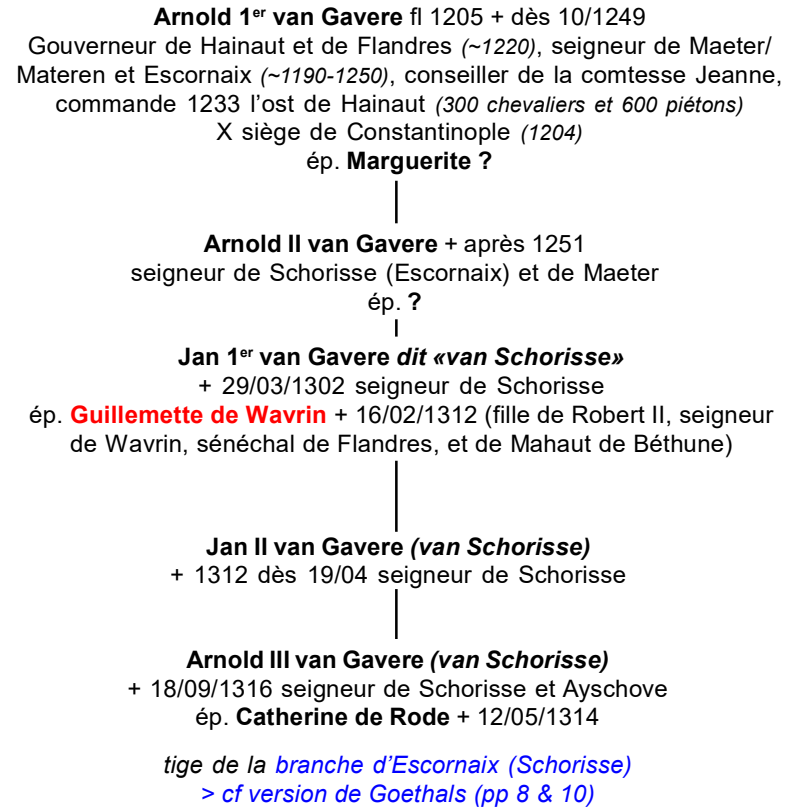 Arnold 1er van Gavere fl 1205 + dès 10/1249
Gouverneur de Hainaut et de Flandres (~1220), seigneur de Maeter/
Materen et Escornaix (~1190-1250), conseiller de la comtesse Jeanne,
commande 1233 l’ost de Hainaut (300 chevaliers et 600 piétons)
X siège de Constantinople (1204)
ép. Marguerite ?
Arnold II van Gavere + après 1251
seigneur de Schorisse (Escornaix) et de Maeter
ép. ?
Jan 1er van Gavere dit «van Schorisse»
+ 29/03/1302 seigneur de Schorisse
ép. Guillemette de Wavrin + 16/02/1312 (fille de Robert II, seigneur
de Wavrin, sénéchal de Flandres, et de Mahaut de Béthune)
Jan II van Gavere (van Schorisse)
+ 1312 dès 19/04 seigneur de Schorisse
Arnold III van Gavere (van Schorisse)
+ 18/09/1316 seigneur de Schorisse et Ayschove
ép. Catherine de Rode + 12/05/1314
tige de la branche d’Escornaix (Schorisse)
> cf version de Goethals (pp 8 & 10)